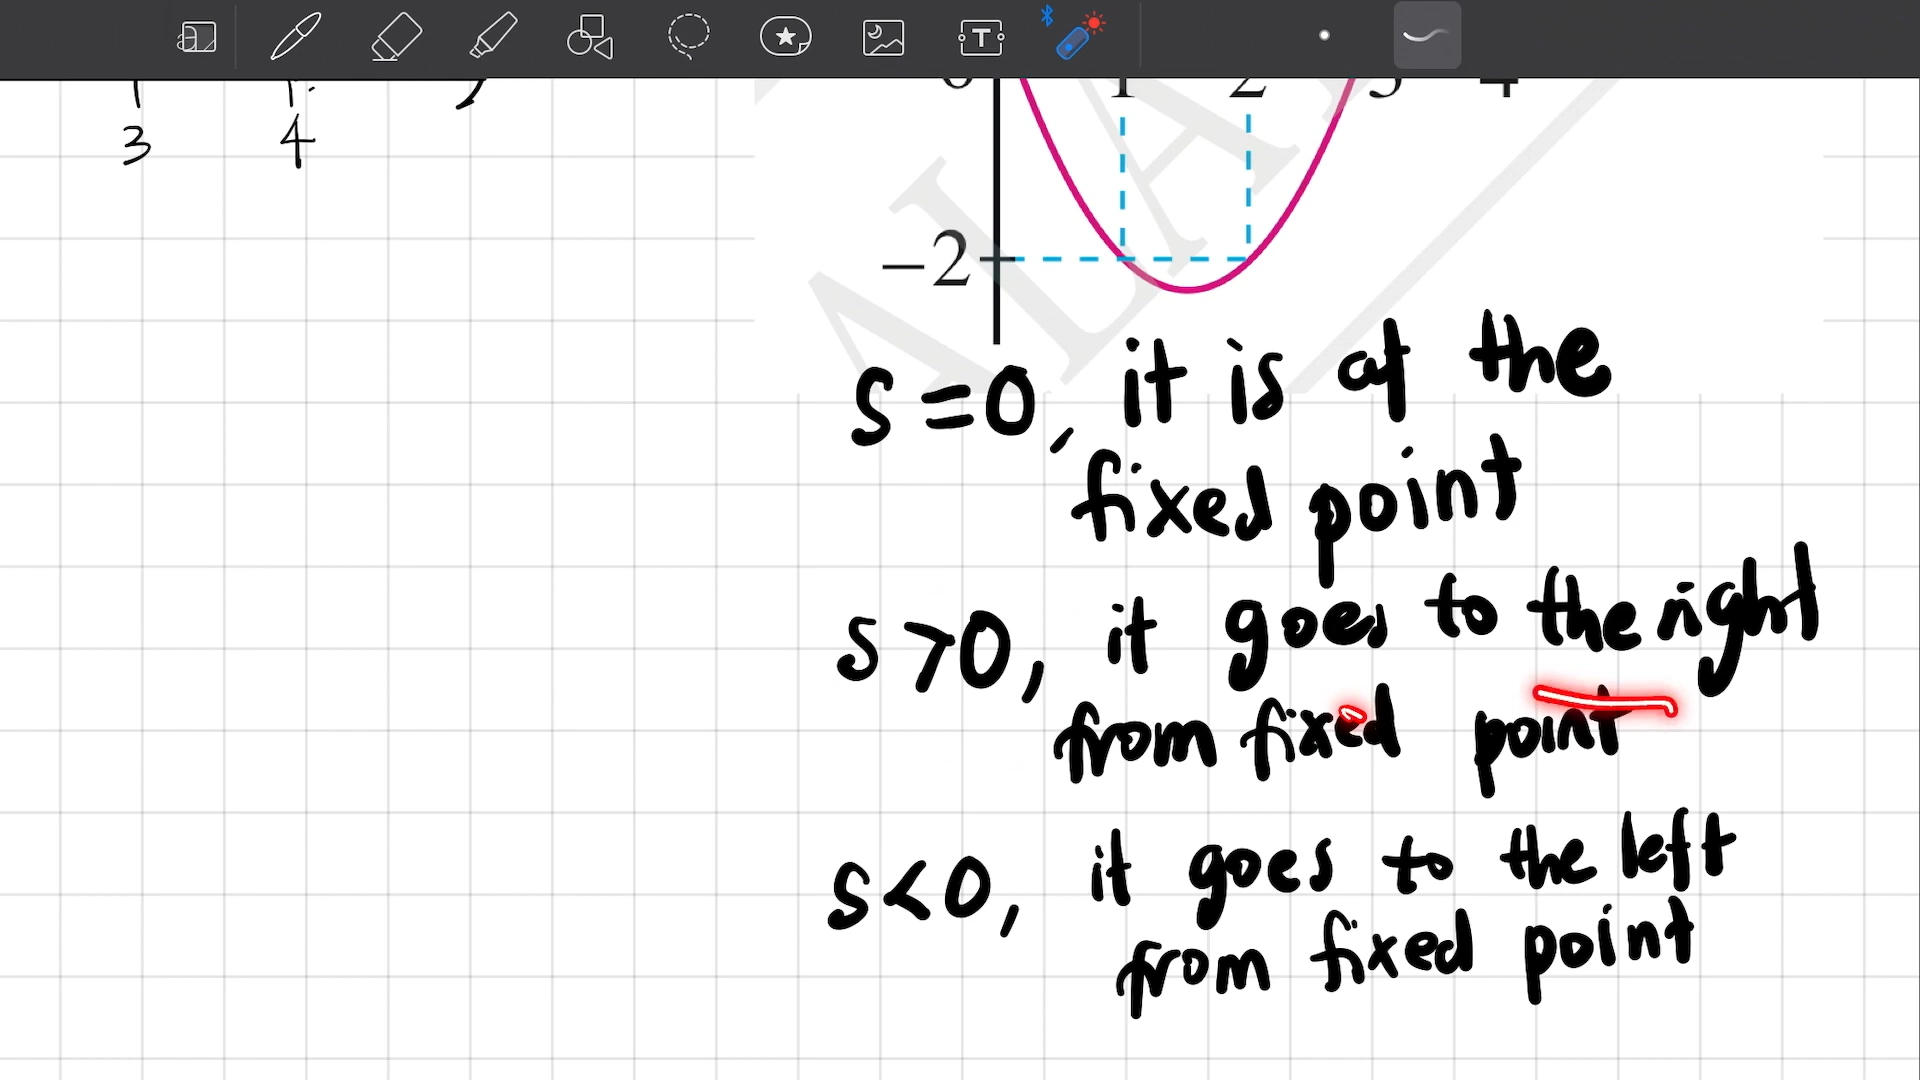 3 4
0 1 2 3 4
−2
s=0, it is at the
fixed point
s>0, it goes to the right
from fixed point
s<0, it goes to the left
from fixed point